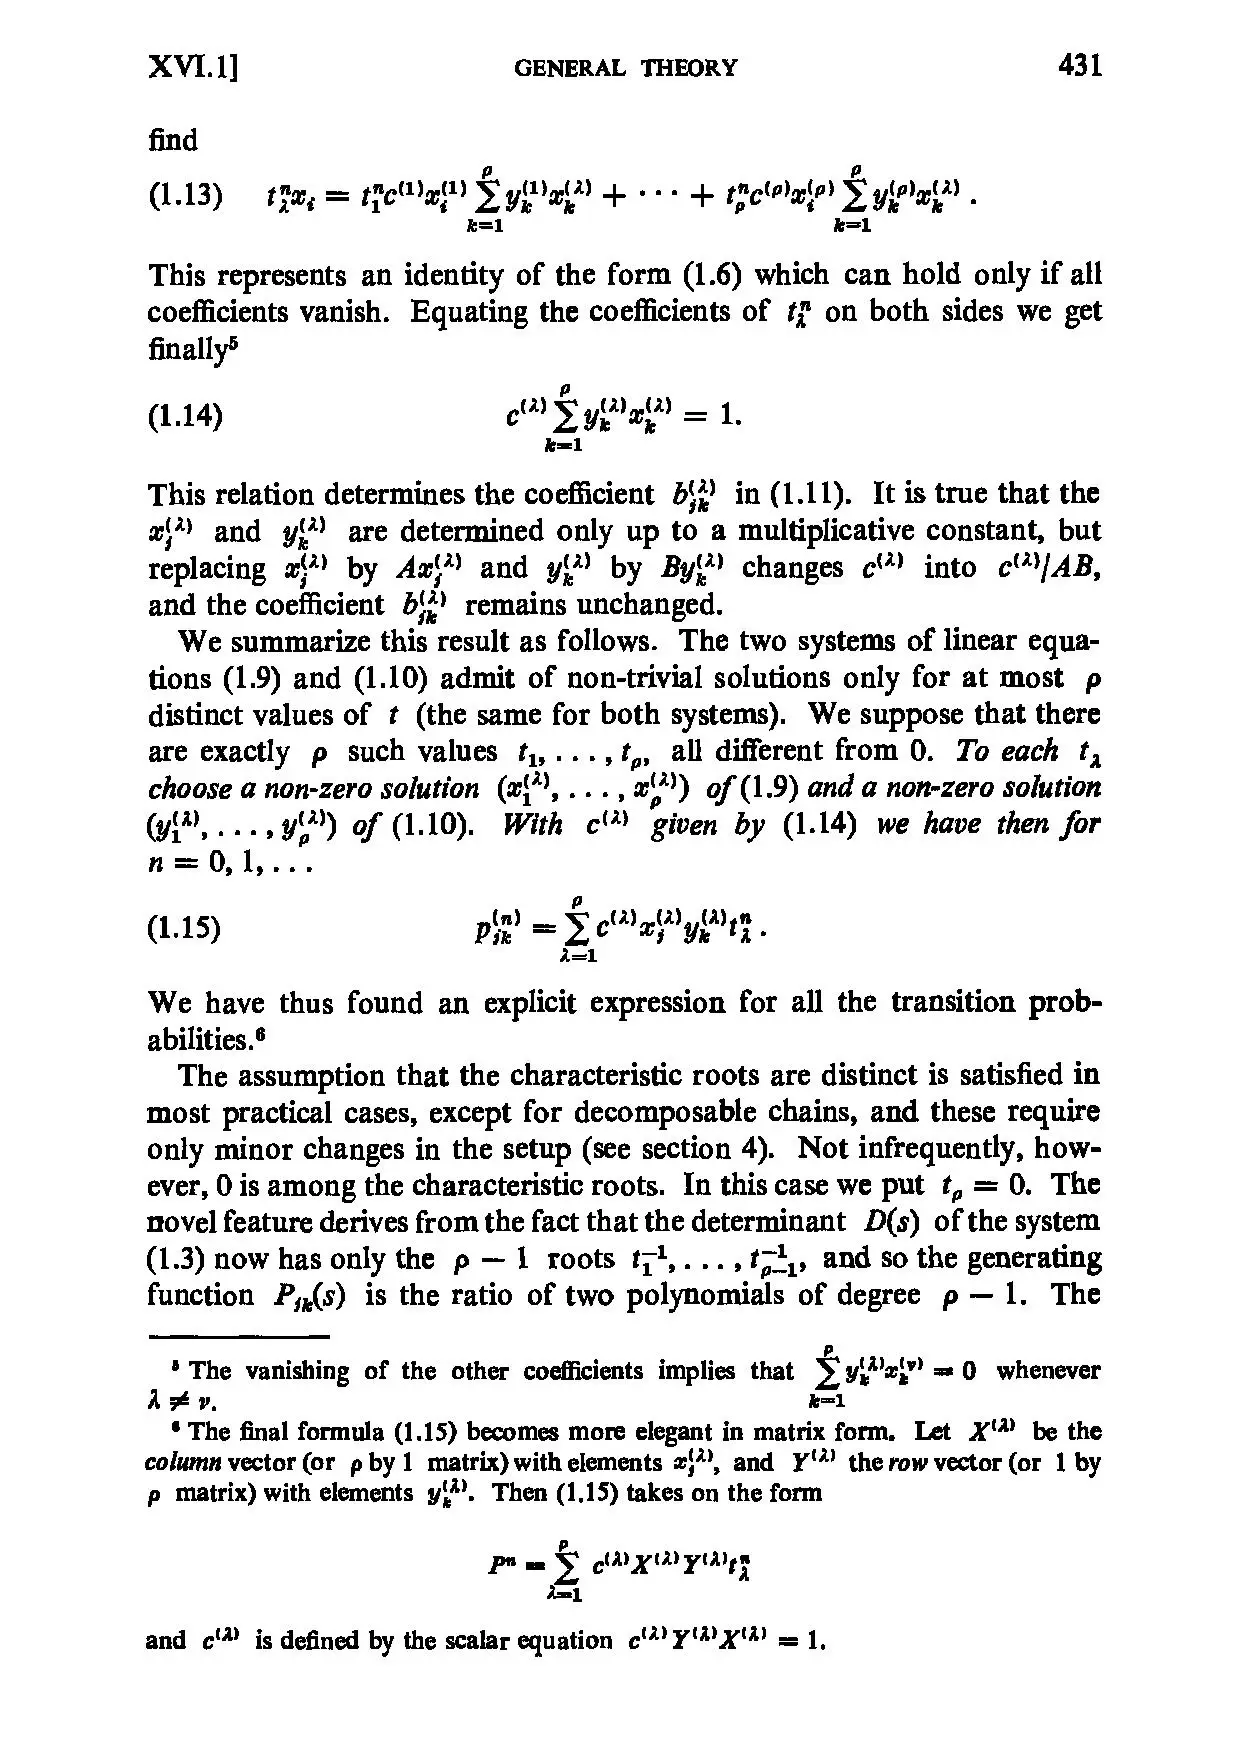 XVI.1] GENERAL THEORY 431
find
(1.13) $t_\lambda^n x_i = t_1^n c^{(1)} x_i^{(1)} \sum_{k=1}^{\rho} y_k^{(1)} x_k^{(\lambda)} + \cdots + t_\rho^n c^{(\rho)} x_i^{(\rho)} \sum_{k=1}^{\rho} y_k^{(\rho)} x_k^{(\lambda)}.$
This represents an identity of the form (1.6) which can hold only if all
coefficients vanish. Equating the coefficients of $t_\lambda^n$ on both sides we get
finally⁵
(1.14) $c^{(\lambda)} \sum_{k=1}^{\rho} y_k^{(\lambda)} x_k^{(\lambda)} = 1.$
This relation determines the coefficient $b_{jk}^{(\lambda)}$ in (1.11). It is true that the
$x_j^{(\lambda)}$ and $y_k^{(\lambda)}$ are determined only up to a multiplicative constant, but
replacing $x_j^{(\lambda)}$ by $Ax_j^{(\lambda)}$ and $y_k^{(\lambda)}$ by $By_k^{(\lambda)}$ changes $c^{(\lambda)}$ into $c^{(\lambda)}/AB$,
and the coefficient $b_{jk}^{(\lambda)}$ remains unchanged.
We summarize this result as follows. The two systems of linear equa-
tions (1.9) and (1.10) admit of non-trivial solutions only for at most $\rho$
distinct values of $t$ (the same for both systems). We suppose that there
are exactly $\rho$ such values $t_1, \ldots, t_\rho$, all different from 0. To each $t_\lambda$
choose a non-zero solution $(x_1^{(\lambda)}, \ldots, x_\rho^{(\lambda)})$ of (1.9) and a non-zero solution
$(y_1^{(\lambda)}, \ldots, y_\rho^{(\lambda)})$ of (1.10). With $c^{(\lambda)}$ given by (1.14) we have then for
$n = 0, 1, \ldots$
(1.15) $p_{jk}^{(n)} = \sum_{\lambda=1}^{\rho} c^{(\lambda)} x_j^{(\lambda)} y_k^{(\lambda)} t_\lambda^n.$
We have thus found an explicit expression for all the transition prob-
abilities.⁶
The assumption that the characteristic roots are distinct is satisfied in
most practical cases, except for decomposable chains, and these require
only minor changes in the setup (see section 4). Not infrequently, how-
ever, 0 is among the characteristic roots. In this case we put $t_\rho = 0$. The
novel feature derives from the fact that the determinant $D(s)$ of the system
(1.3) now has only the $\rho - 1$ roots $t_1^{-1}, \ldots, t_{\rho-1}^{-1}$, and so the generating
function $P_{jk}(s)$ is the ratio of two polynomials of degree $\rho - 1$. The
⁵ The vanishing of the other coefficients implies that $\sum_{k=1}^{\rho} y_k^{(\lambda)} x_k^{(\nu)} = 0$ whenever
$\lambda \neq \nu$.
⁶ The final formula (1.15) becomes more elegant in matrix form. Let $X^{(\lambda)}$ be the
column vector (or $\rho$ by 1 matrix) with elements $x_j^{(\lambda)}$, and $Y^{(\lambda)}$ the row vector (or 1 by
$\rho$ matrix) with elements $y_k^{(\lambda)}$. Then (1.15) takes on the form
$P^n = \sum_{\lambda=1}^{\rho} c^{(\lambda)} X^{(\lambda)} Y^{(\lambda)} t_\lambda^n$
and $c^{(\lambda)}$ is defined by the scalar equation $c^{(\lambda)} Y^{(\lambda)} X^{(\lambda)} = 1$.